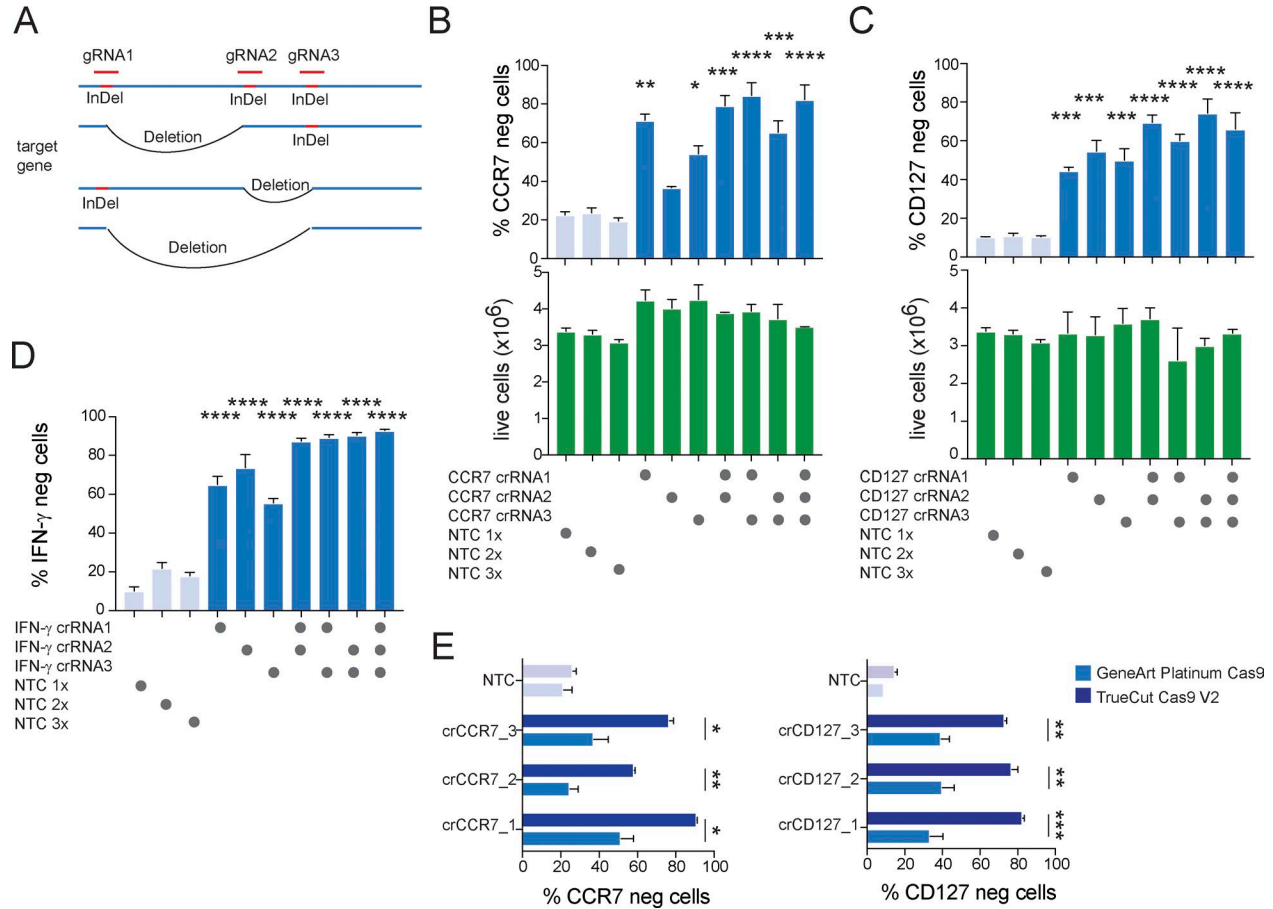 A
gRNA1 gRNA2 gRNA3
InDel InDel InDel
Deletion
InDel
target
gene
Deletion
InDel
Deletion
B
% CCR7 neg cells
100
80
60
40
20
0
** * *** **** *** ****
live cells (x10⁶)
5
4
3
2
1
0
CCR7 crRNA1
CCR7 crRNA2
CCR7 crRNA3
NTC 1x
NTC 2x
NTC 3x
C
% CD127 neg cells
100
80
60
40
20
0
*** *** *** **** **** **** ****
live cells (x10⁶)
5
4
3
2
1
0
CD127 crRNA1
CD127 crRNA2
CD127 crRNA3
NTC 1x
NTC 2x
NTC 3x
D
% IFN-γ neg cells
100
80
60
40
20
0
**** **** **** **** **** **** ****
IFN-γ crRNA1
IFN-γ crRNA2
IFN-γ crRNA3
NTC 1x
NTC 2x
NTC 3x
E
NTC
crCCR7_3
*
crCCR7_2
**
crCCR7_1
*
0 20 40 60 80 100
% CCR7 neg cells
NTC
crCD127_3
**
crCD127_2
**
crCD127_1
***
0 20 40 60 80 100
% CD127 neg cells
GeneArt Platinum Cas9
TrueCut Cas9 V2